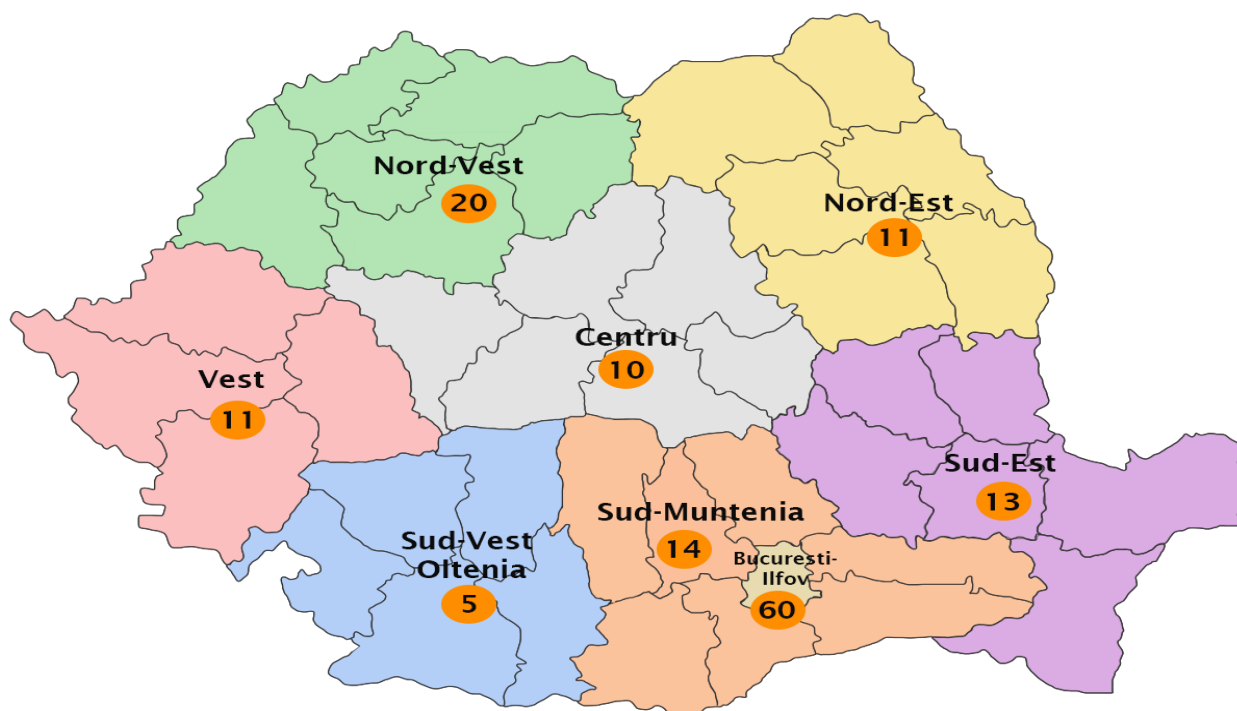 Nord-Vest
20
Nord-Est
11
Centru
10
Vest
11
Sud-Est
13
Sud-Muntenia
14
Sud-Vest
Oltenia
5
Bucuresti-
Ilfov
60